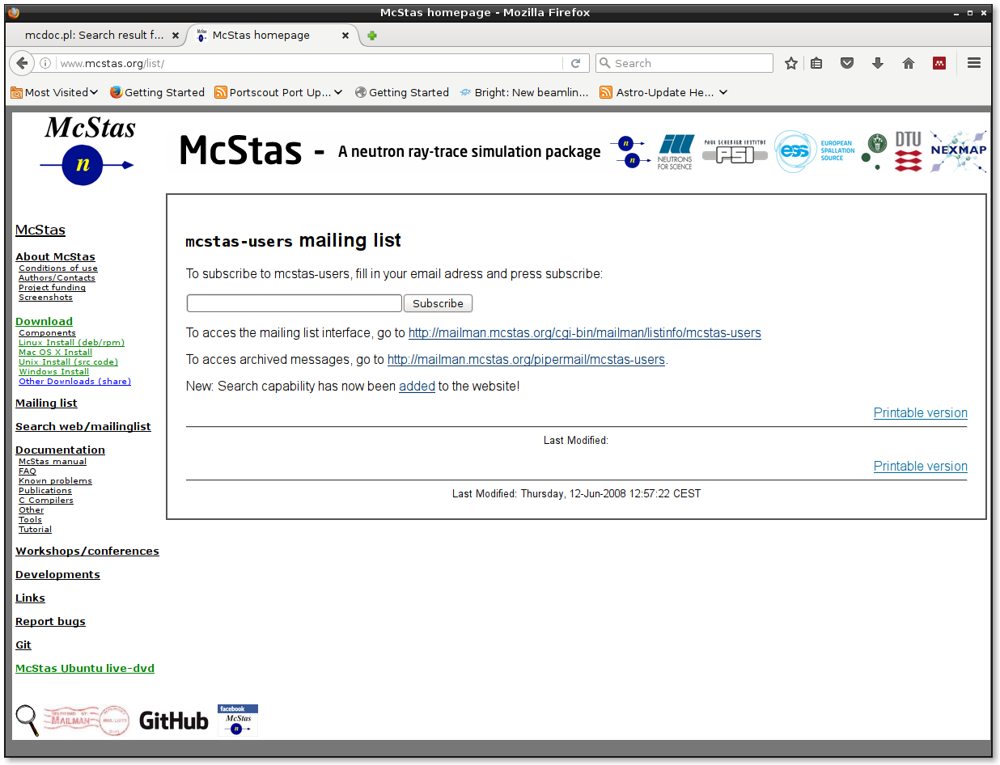 McStas homepage - Mozilla Firefox
mcdoc.pl: Search result f...
McStas homepage
www.mcstas.org/list/
Search
Most Visited
Getting Started
Portscout Port Up...
Getting Started
Bright: New beamlin...
Astro-Update He...
McStas
n
McStas - A neutron ray-trace simulation package
n
n
NEUTRONS
FOR SCIENCE
PAUL SCHERRER INSTITUT
PSI
ess
EUROPEAN
SPALLATION
SOURCE
DTU
NEXMAP
McStas
About McStas
Conditions of use
Authors/Contacts
Project funding
Screenshots
Download
Components
Linux Install (deb/rpm)
Mac OS X Install
Unix Install (src code)
Windows Install
Other Downloads (share)
Mailing list
Search web/mailinglist
Documentation
McStas manual
FAQ
Known problems
Publications
C Compilers
Other
Tools
Tutorial
Workshops/conferences
Developments
Links
Report bugs
Git
McStas Ubuntu live-dvd
mcstas-users mailing list
To subscribe to mcstas-users, fill in your email adress and press subscribe:
Subscribe
To acces the mailing list interface, go to http://mailman.mcstas.org/cgi-bin/mailman/listinfo/mcstas-users
To acces archived messages, go to http://mailman.mcstas.org/pipermail/mcstas-users.
New: Search capability has now been added to the website!
Printable version
Last Modified:
Printable version
Last Modified: Thursday, 12-Jun-2008 12:57:22 CEST
DELIVERED BY
MAILMAN
GitHub
facebook
McStas
n